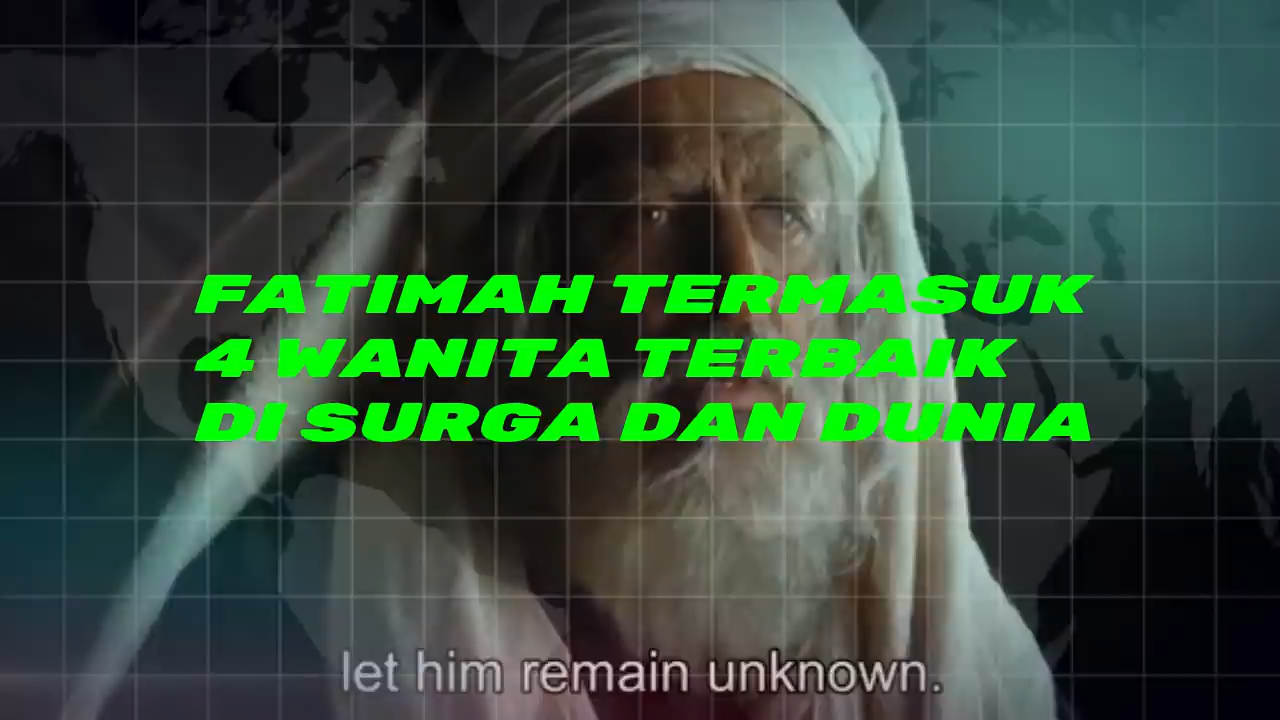 FATIMAH TERMASUK
4 WANITA TERBAIK
DI SURGA DAN DUNIA
let him remain unknown.